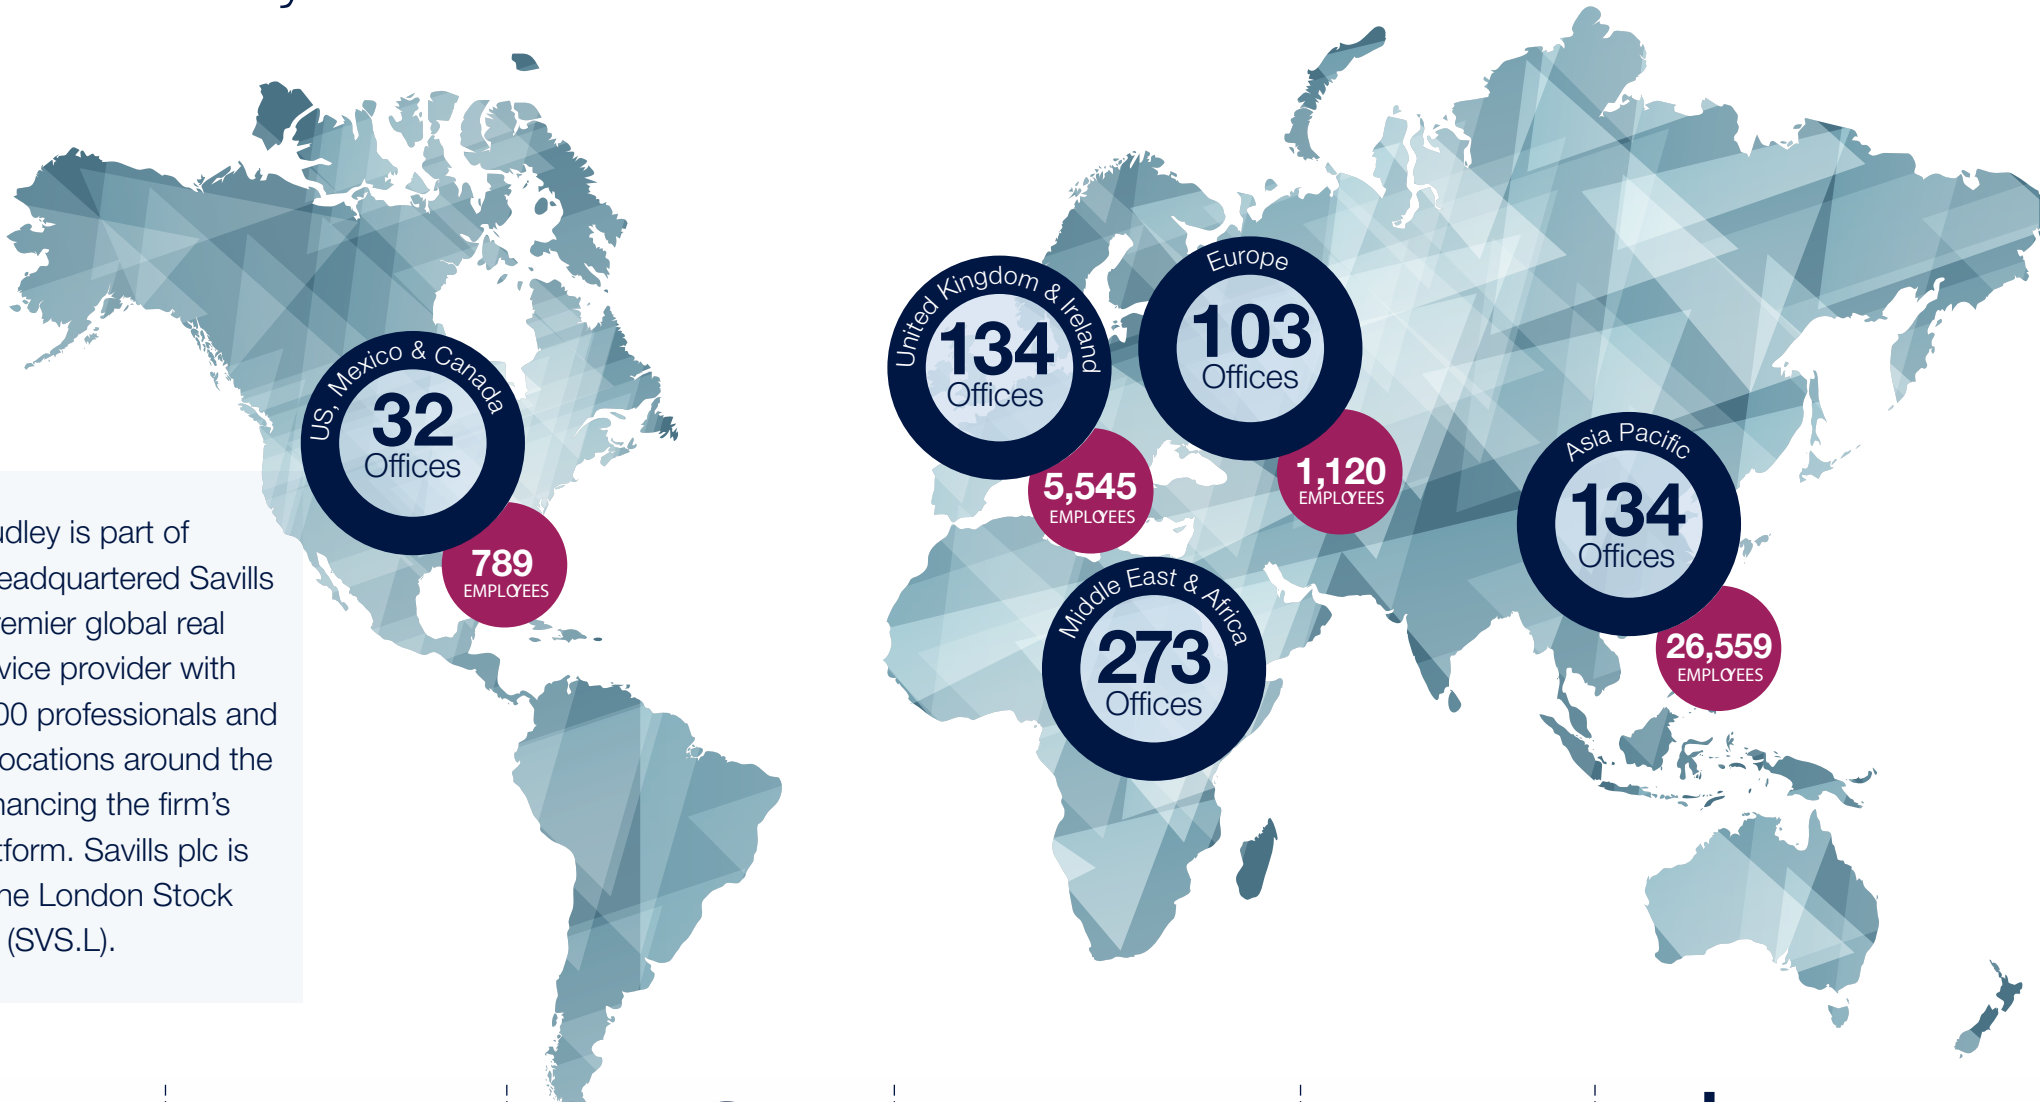 US, Mexico & Canada
32
Offices
789
EMPLOYEES
United Kingdom & Ireland
134
Offices
5,545
EMPLOYEES
Europe
103
Offices
1,120
EMPLOYEES
Middle East & Africa
273
Offices
Asia Pacific
134
Offices
26,559
EMPLOYEES
udley is part of
eadquartered Savills
remier global real
vice provider with
00 professionals and
ocations around the
hancing the firm's
tform. Savills plc is
he London Stock
(SVS.L).